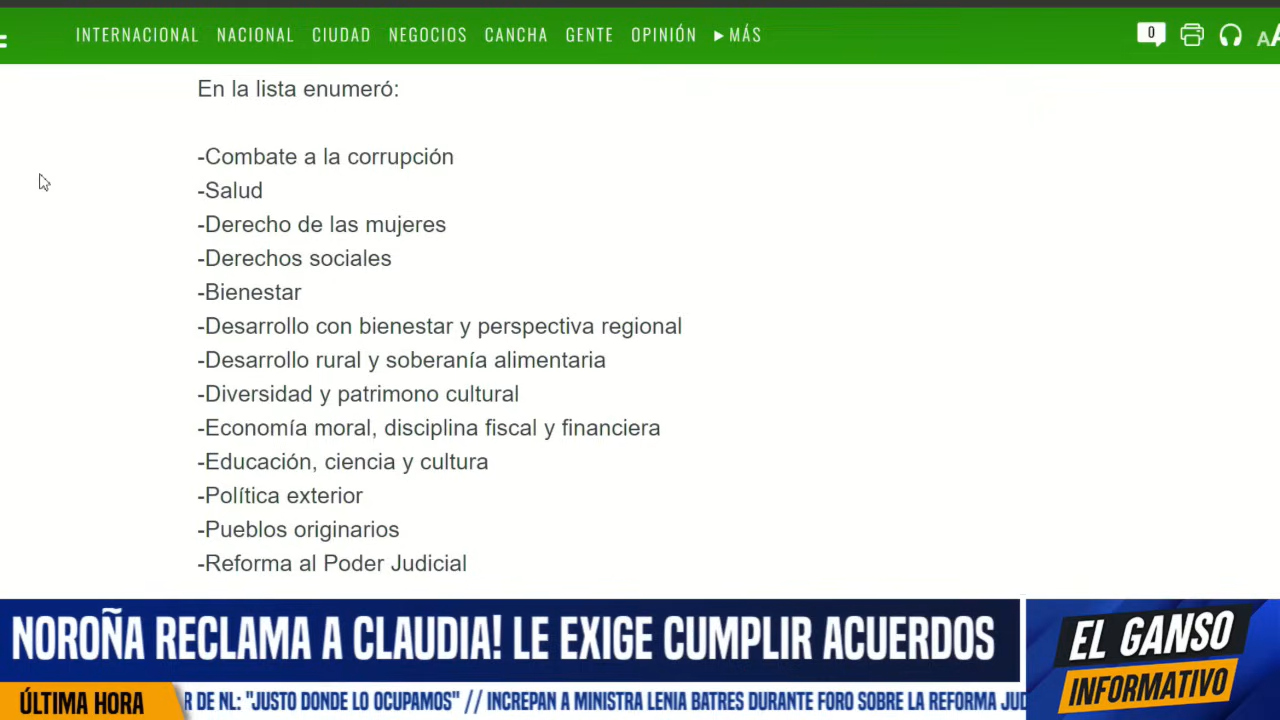 INTERNACIONAL NACIONAL CIUDAD NEGOCIOS CANCHA GENTE OPINIÓN ▶ MÁS 0 AA
En la lista enumeró:
-Combate a la corrupción
-Salud
-Derecho de las mujeres
-Derechos sociales
-Bienestar
-Desarrollo con bienestar y perspectiva regional
-Desarrollo rural y soberanía alimentaria
-Diversidad y patrimono cultural
-Economía moral, disciplina fiscal y financiera
-Educación, ciencia y cultura
-Política exterior
-Pueblos originarios
-Reforma al Poder Judicial
NOROÑA RECLAMA A CLAUDIA! LE EXIGE CUMPLIR ACUERDOS
EL GANSO
INFORMATIVO
ÚLTIMA HORA
R DE NL: "JUSTO DONDE LO OCUPAMOS" // INCREPAN A MINISTRA LENIA BATRES DURANTE FORO SOBRE LA REFORMA JUD